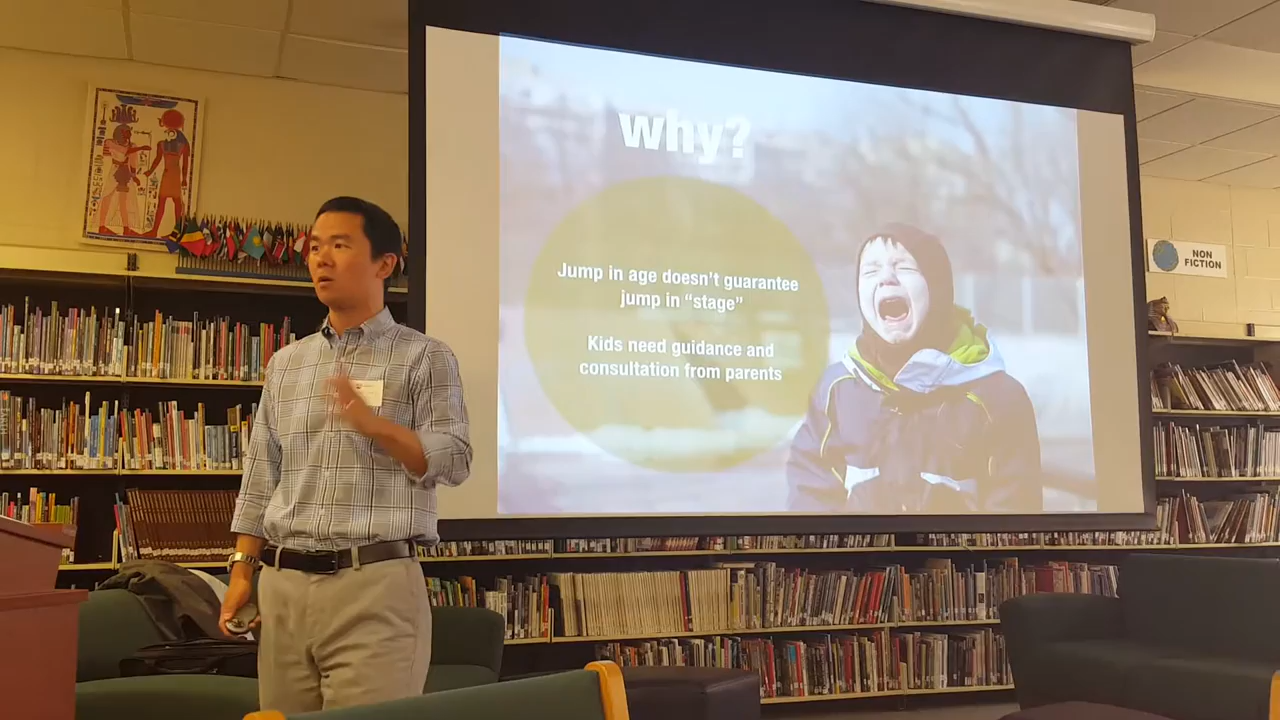 why?
Jump in age doesn't guarantee
jump in “stage”
Kids need guidance and
consultation from parents
NON
FICTION